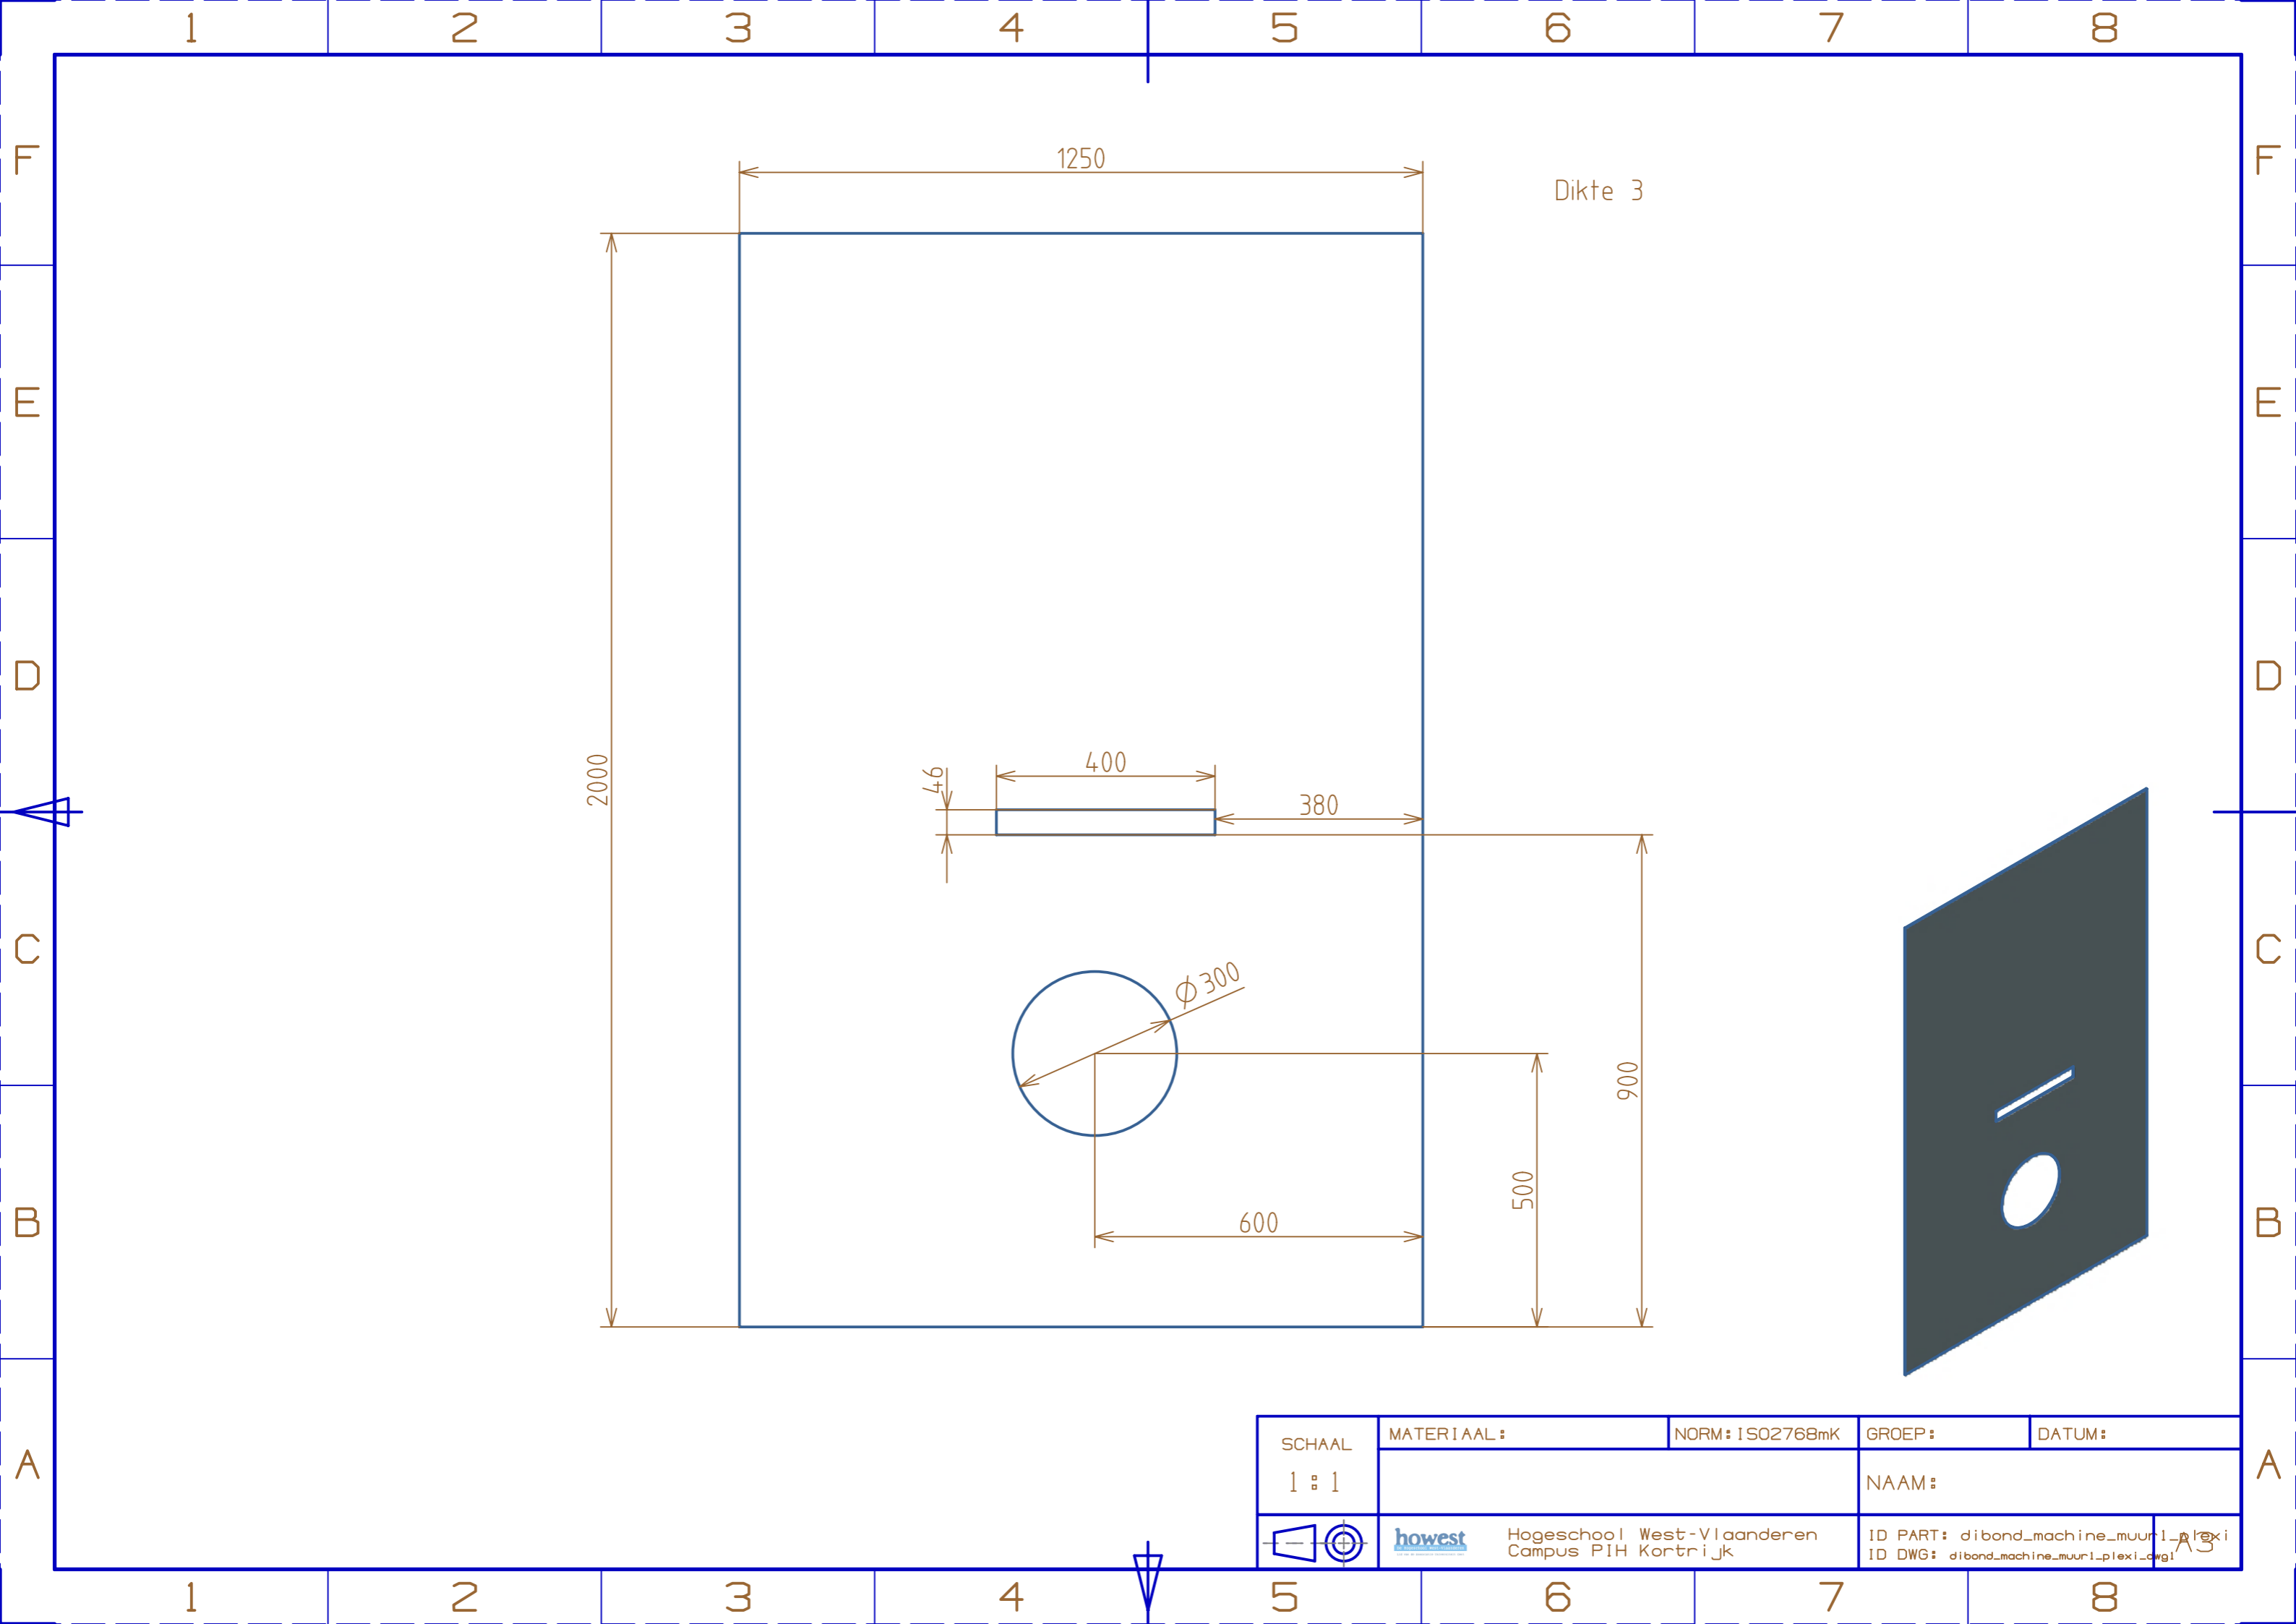 1 2 3 4 5 6 7 8
F F
1250
Dikte 3
E E
D D
2000
46
400
380
C C
Ø300
900
500
B B
600
A A
SCHAAL
1:1
MATERIAAL:
NORM:ISO2768mK
GROEP:
DATUM:
NAAM:
howest
Hogeschool West-Vlaanderen
Campus PIH Kortrijk
ID PART: dibond_machine_muur1_plexi
ID DWG: dibond_machine_muur1_plexi_dwg1
A3
1 2 3 4 5 6 7 8